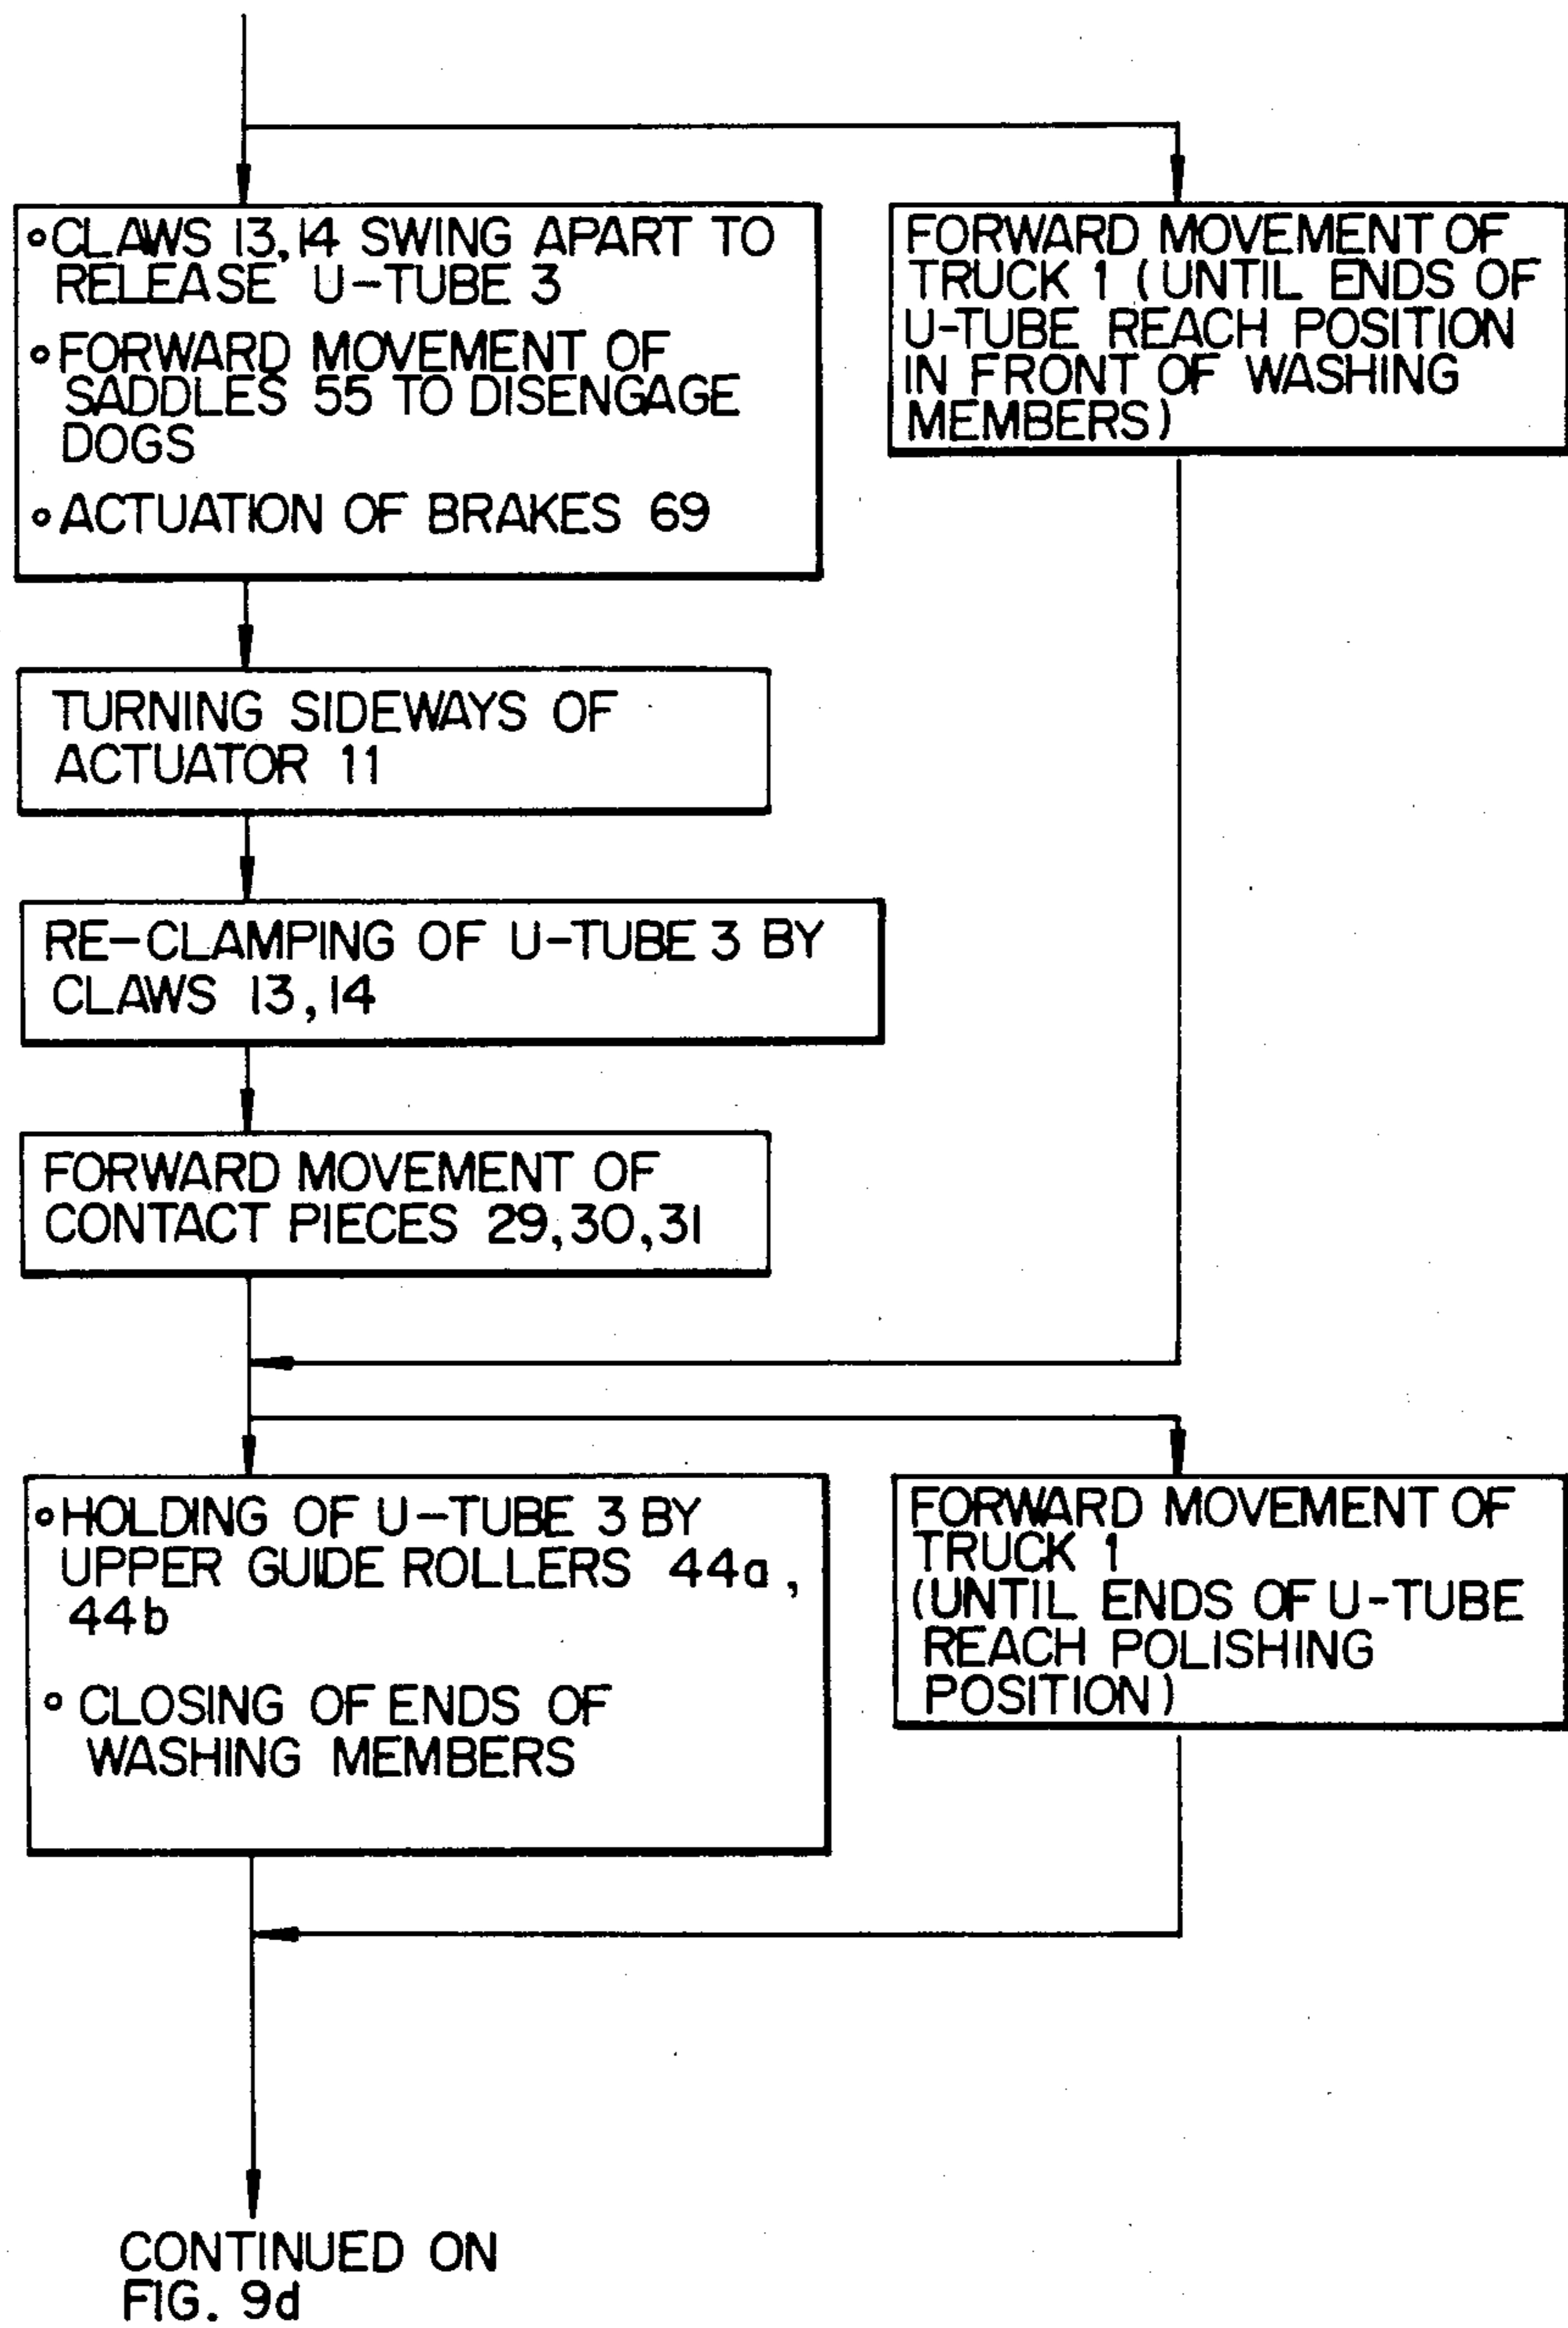 ∘CLAWS 13,14 SWING APART TO
RELEASE U-TUBE 3
∘FORWARD MOVEMENT OF
SADDLES 55 TO DISENGAGE
DOGS
∘ACTUATION OF BRAKES 69
FORWARD MOVEMENT OF
TRUCK 1 (UNTIL ENDS OF
U-TUBE REACH POSITION
IN FRONT OF WASHING
MEMBERS)
TURNING SIDEWAYS OF
ACTUATOR 11
RE-CLAMPING OF U-TUBE 3 BY
CLAWS 13,14
FORWARD MOVEMENT OF
CONTACT PIECES 29,30,31
∘HOLDING OF U-TUBE 3 BY
UPPER GUIDE ROLLERS 44a,
44b
∘CLOSING OF ENDS OF
WASHING MEMBERS
FORWARD MOVEMENT OF
TRUCK 1
(UNTIL ENDS OF U-TUBE
REACH POLISHING
POSITION)
CONTINUED ON
FIG. 9d